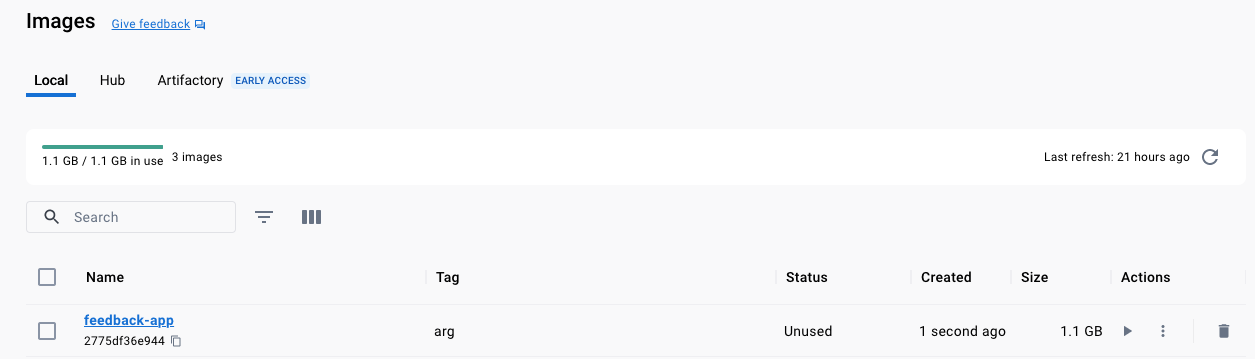 Images Give feedback
Local Hub Artifactory EARLY ACCESS
1.1 GB / 1.1 GB in use 3 images Last refresh: 21 hours ago
Search
Name Tag Status Created Size Actions
feedback-app
2775df36e944 arg Unused 1 second ago 1.1 GB